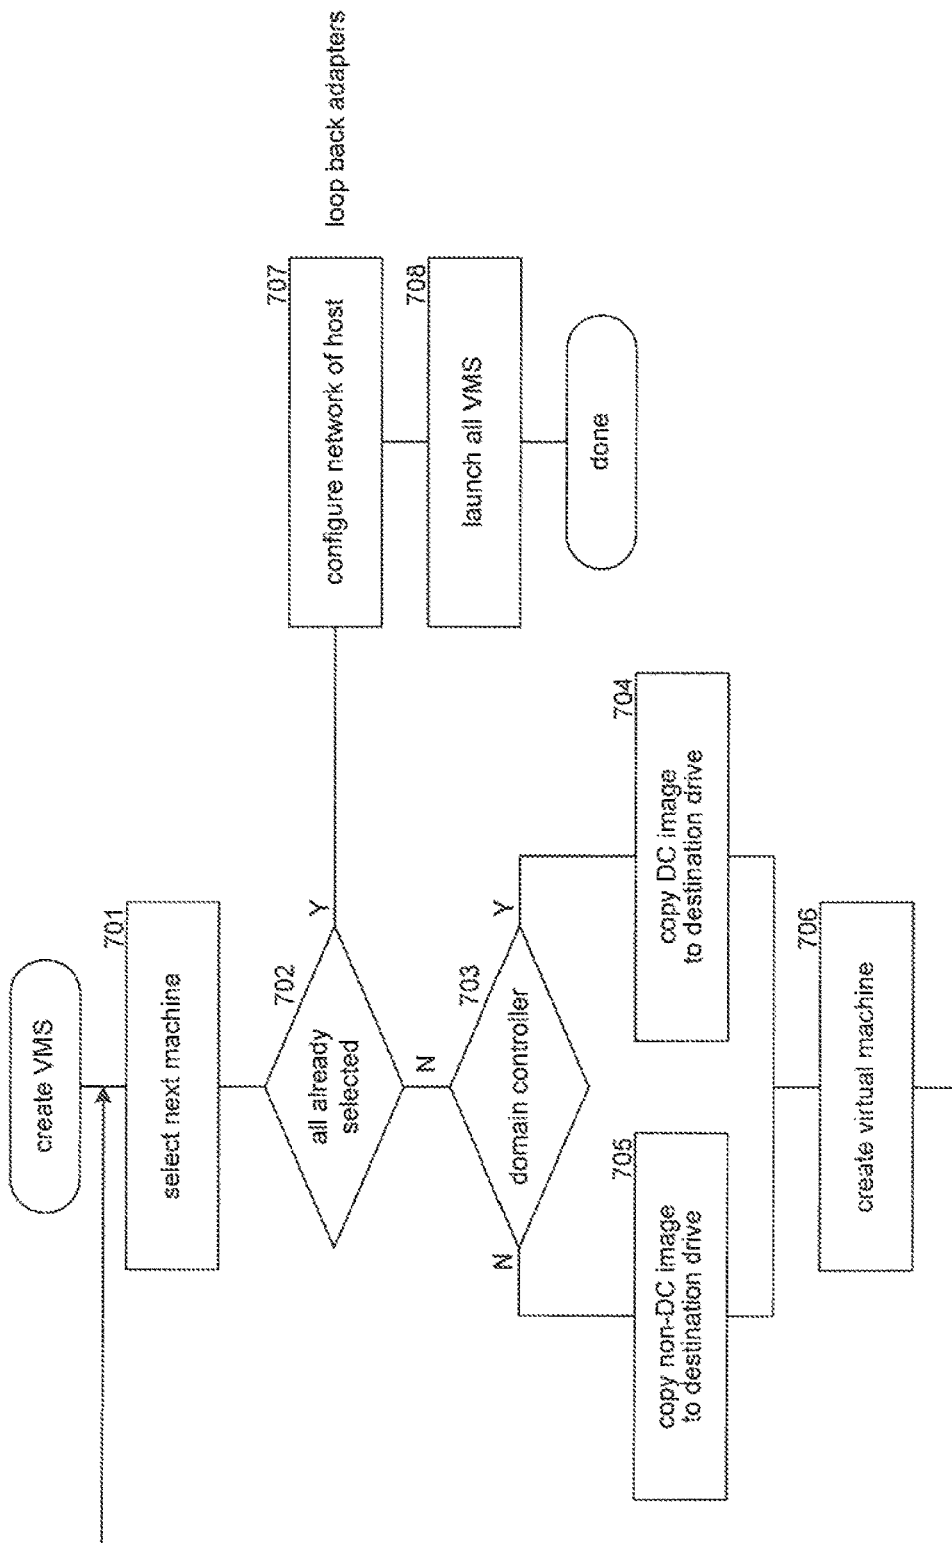 create VMS
701
select next machine
702
all already
selected
Y
N
703
domain controller
N
Y
705
copy non-DC image
to destination drive
704
copy DC image
to destination drive
706
create virtual machine
707
configure network of host
loop back adapters
708
launch all VMS
done